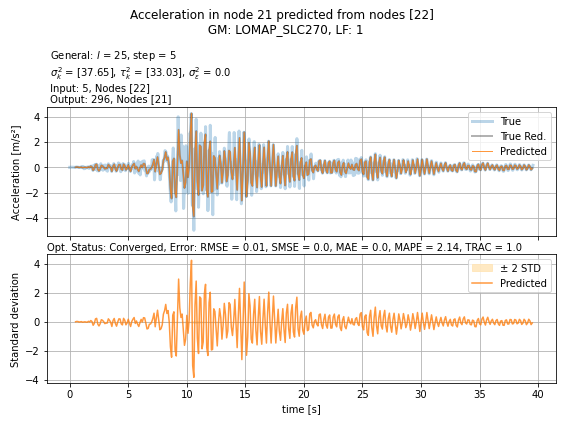 Acceleration in node 21 predicted from nodes [22]
GM: LOMAP_SLC270, LF: 1
General: l = 25, step = 5
σ²ₖ = [37.65], τ²ₖ = [33.03], σ²ε = 0.0
Input: 5, Nodes [22]
Output: 296, Nodes [21]
Acceleration [m/s²]
4
2
0
−2
−4
True
True Red.
Predicted
Opt. Status: Converged, Error: RMSE = 0.01, SMSE = 0.0, MAE = 0.0, MAPE = 2.14, TRAC = 1.0
Standard deviation
4
2
0
−2
−4
± 2 STD
Predicted
0 5 10 15 20 25 30 35 40
time [s]